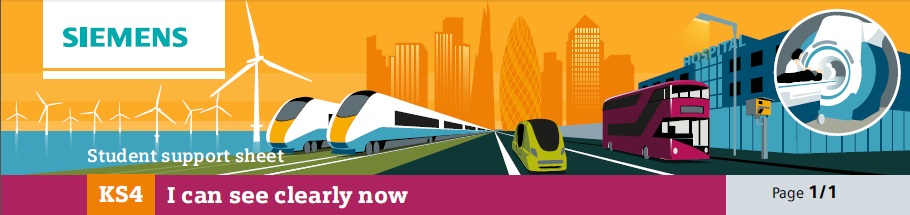 SIEMENS
HOSPITAL
Student support sheet
KS4 I can see clearly now
Page 1/1